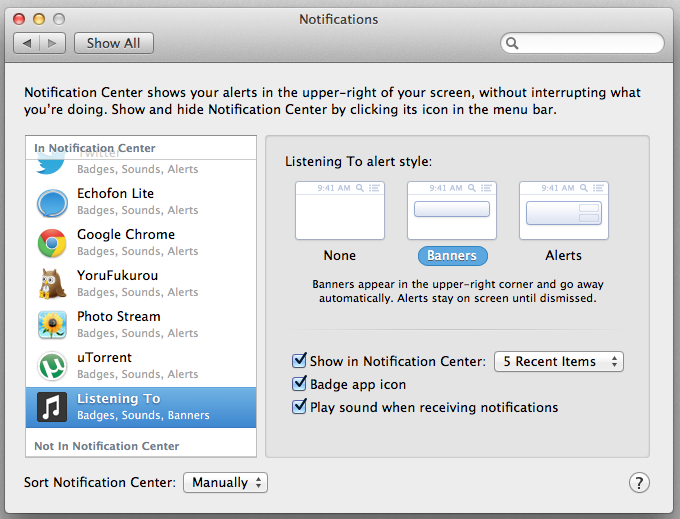 Notifications
Show All
Notification Center shows your alerts in the upper-right of your screen, without interrupting what
you're doing. Show and hide Notification Center by clicking its icon in the menu bar.
In Notification Center
Twitter
Badges, Sounds, Alerts
Echofon Lite
Badges, Sounds, Alerts
Google Chrome
Badges, Sounds, Alerts
YoruFukurou
Badges, Sounds, Alerts
Photo Stream
Badges, Sounds, Alerts
uTorrent
Badges, Sounds, Alerts
Listening To
Badges, Sounds, Banners
Not In Notification Center
Listening To alert style:
9:41 AM
9:41 AM
9:41 AM
None
Banners
Alerts
Banners appear in the upper-right corner and go away
automatically. Alerts stay on screen until dismissed.
Show in Notification Center: 5 Recent Items
Badge app icon
Play sound when receiving notifications
Sort Notification Center: Manually
?